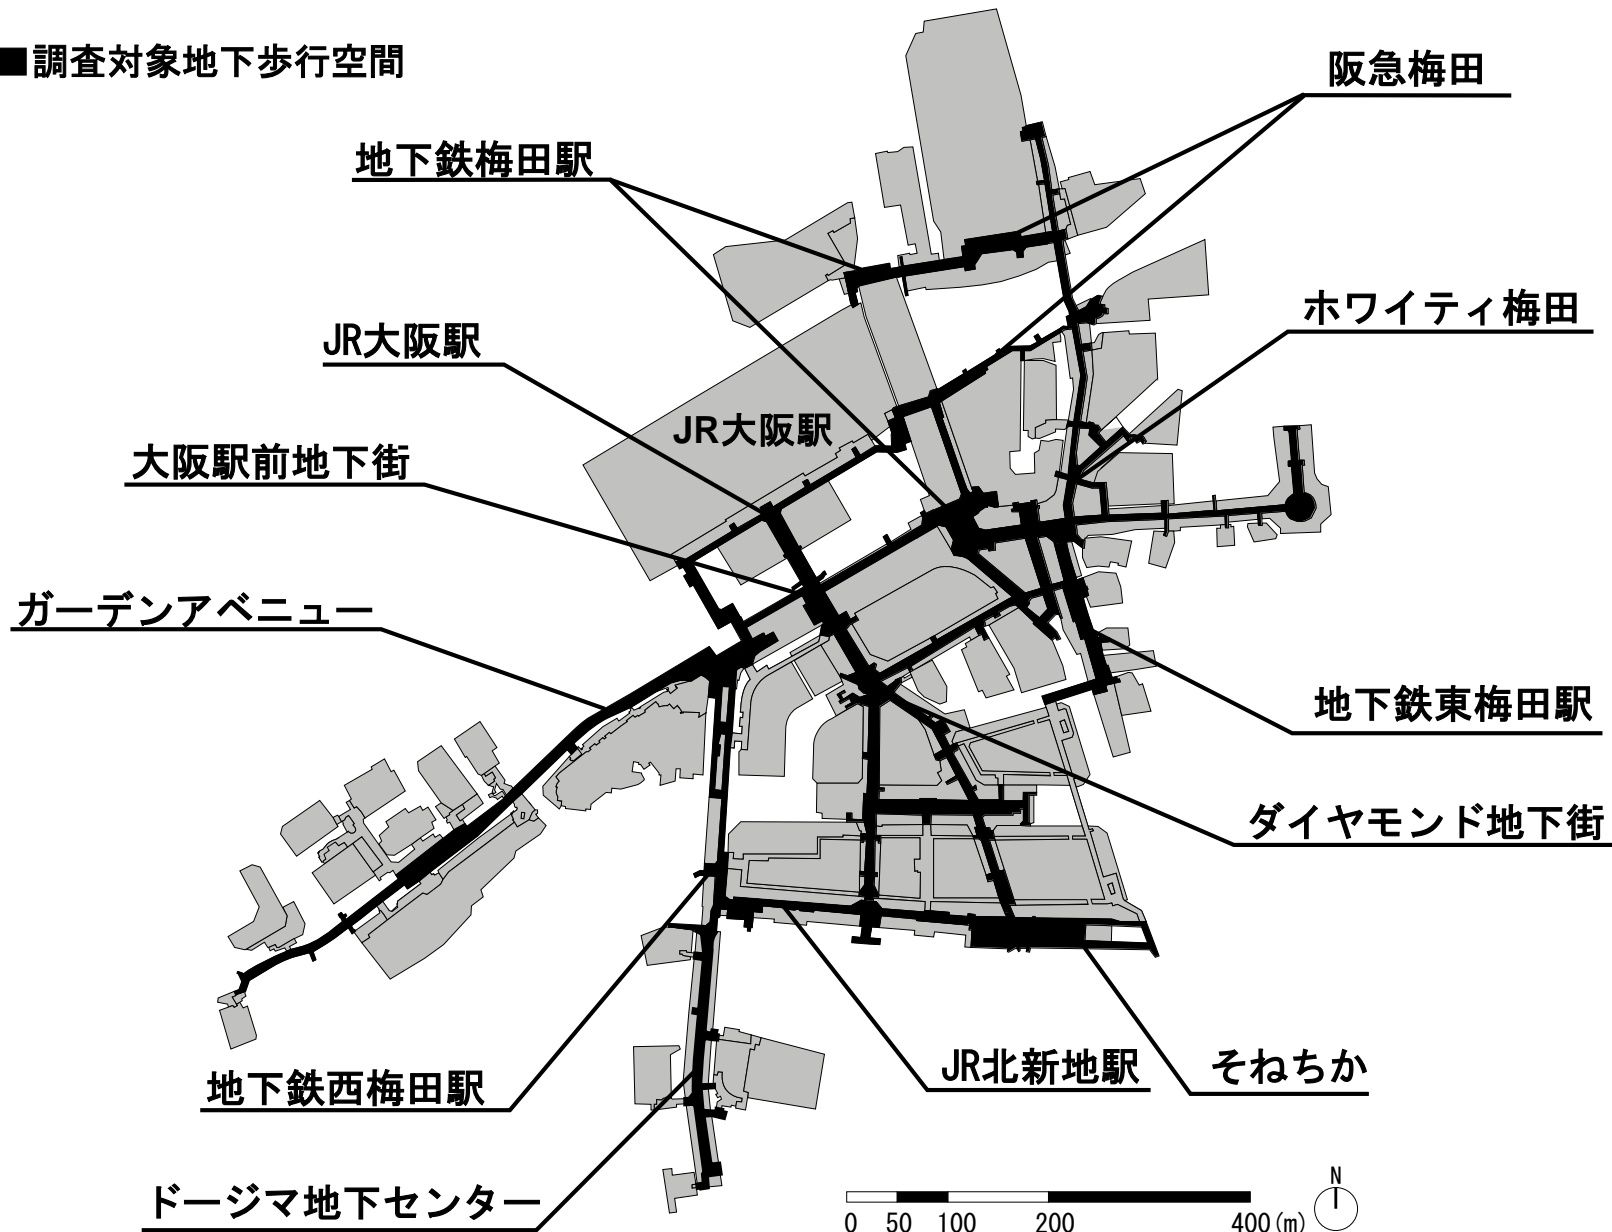 ■調査対象地下歩行空間
阪急梅田
地下鉄梅田駅
ホワイティ梅田
JR大阪駅
JR大阪駅
大阪駅前地下街
ガーデンアベニュー
地下鉄東梅田駅
ダイヤモンド地下街
JR北新地駅
そねちか
地下鉄西梅田駅
ドージマ地下センター
N
0 50 100 200 400(m)